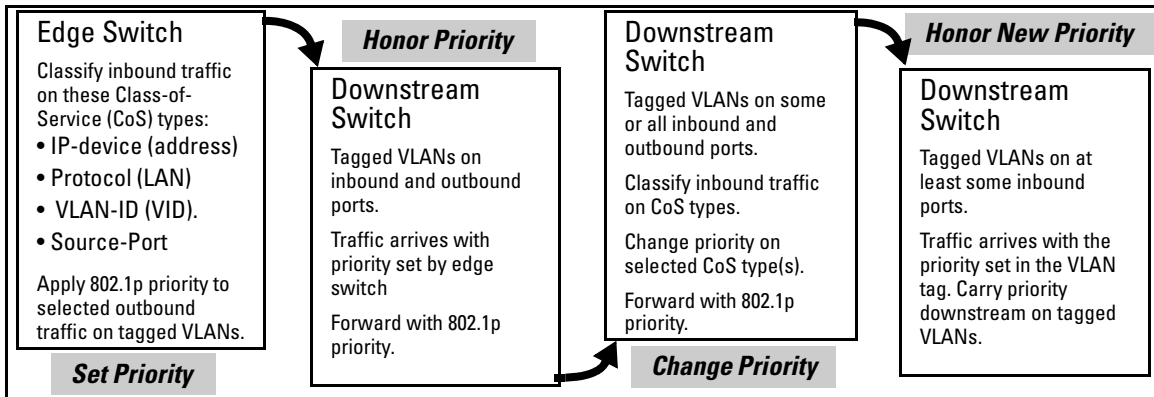 Edge Switch
Classify inbound traffic
on these Class-of-
Service (CoS) types:
• IP-device (address)
• Protocol (LAN)
• VLAN-ID (VID).
• Source-Port
Apply 802.1p priority to
selected outbound
traffic on tagged VLANs.
Set Priority
Honor Priority
Downstream
Switch
Tagged VLANs on
inbound and outbound
ports.
Traffic arrives with
priority set by edge
switch
Forward with 802.1p
priority.
Downstream
Switch
Tagged VLANs on some
or all inbound and
outbound ports.
Classify inbound traffic
on CoS types.
Change priority on
selected CoS type(s).
Forward with 802.1p
priority.
Change Priority
Honor New Priority
Downstream
Switch
Tagged VLANs on at
least some inbound
ports.
Traffic arrives with the
priority set in the VLAN
tag. Carry priority
downstream on tagged
VLANs.